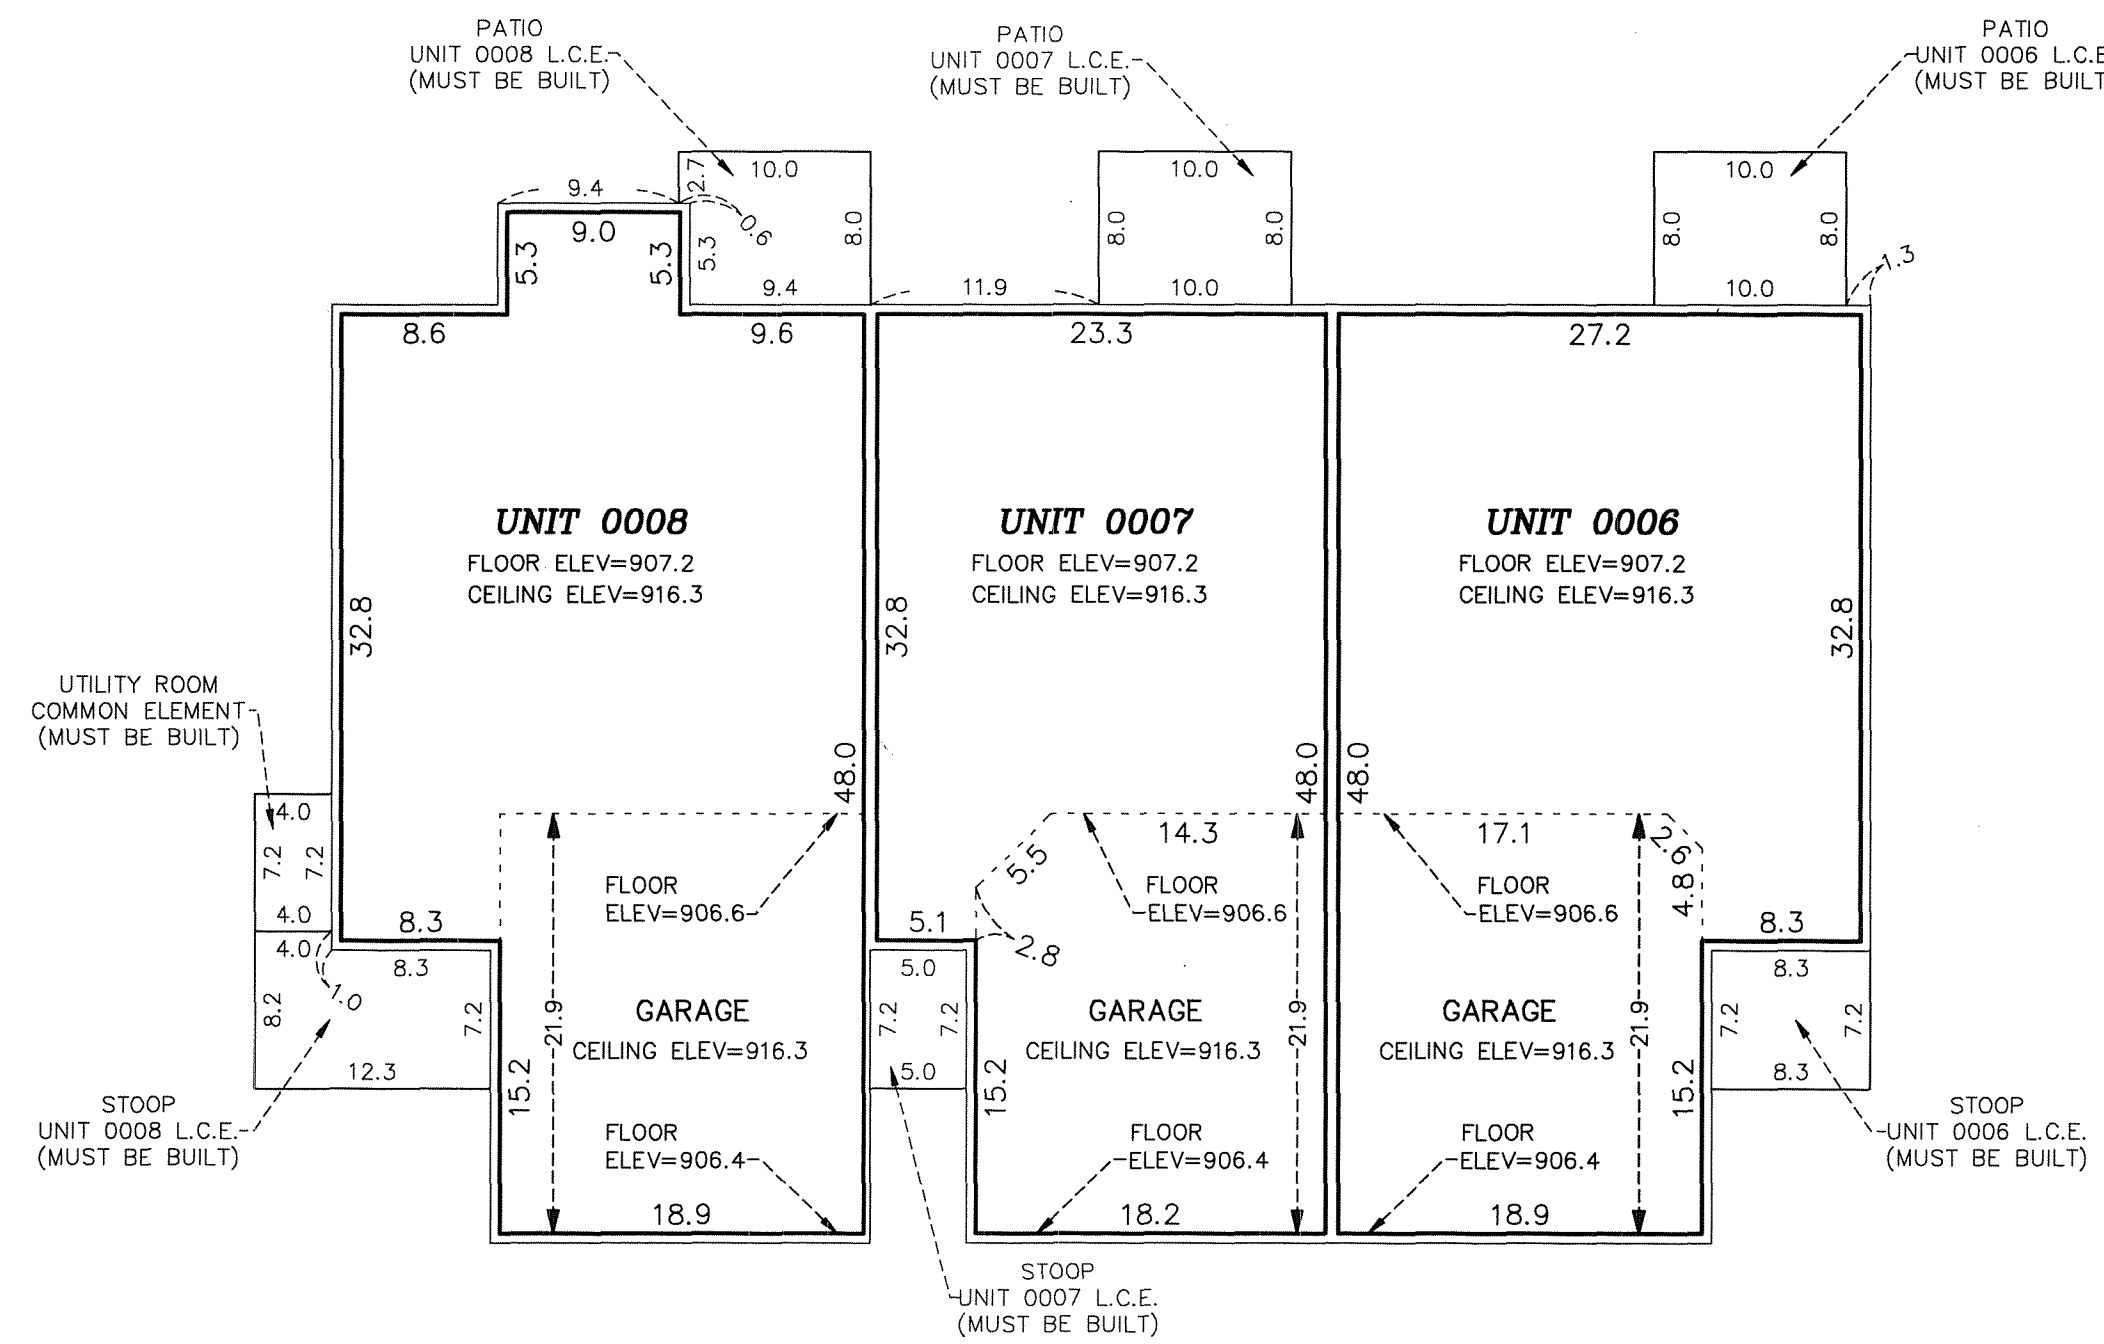 PATIO
UNIT 0008 L.C.E.
(MUST BE BUILT)
PATIO
UNIT 0007 L.C.E.
(MUST BE BUILT)
PATIO
UNIT 0006 L.C.E
(MUST BE BUILT
10.0
2.7
9.4
0.6
8.0
5.3
9.4
9.0
5.3
5.3
11.9
10.0
8.0
8.0
10.0
10.0
8.0
8.0
10.0
1.3
8.6
9.6
23.3
27.2
UNIT 0008
FLOOR ELEV=907.2
CEILING ELEV=916.3
UNIT 0007
FLOOR ELEV=907.2
CEILING ELEV=916.3
UNIT 0006
FLOOR ELEV=907.2
CEILING ELEV=916.3
32.8
32.8
32.8
UTILITY ROOM
COMMON ELEMENT
(MUST BE BUILT)
48.0
48.0
48.0
4.0
7.2
7.2
4.0
14.3
17.1
2.6
5.5
4.8
FLOOR
ELEV=906.6
FLOOR
ELEV=906.6
FLOOR
ELEV=906.6
8.3
5.1
2.8
8.3
4.0
8.3
1.0
8.2
7.2
12.3
5.0
7.2
7.2
5.0
8.3
7.2
7.2
8.3
21.9
21.9
21.9
GARAGE
CEILING ELEV=916.3
GARAGE
CEILING ELEV=916.3
GARAGE
CEILING ELEV=916.3
15.2
15.2
15.2
STOOP
UNIT 0008 L.C.E.
(MUST BE BUILT)
FLOOR
ELEV=906.4
FLOOR
ELEV=906.4
FLOOR
ELEV=906.4
STOOP
UNIT 0006 L.C.E.
(MUST BE BUILT)
18.9
18.2
18.9
STOOP
UNIT 0007 L.C.E.
(MUST BE BUILT)